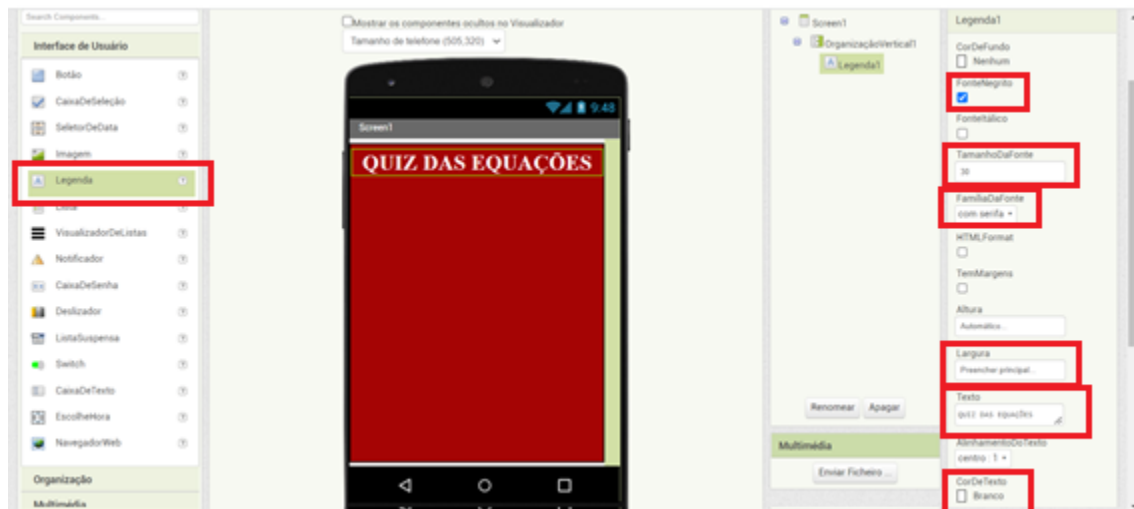 Search Components...
Interface de Usuário
Botão
CaixaDeSeleção
SeletorDeData
Imagem
Legenda
Lista
VisualizadorDeListas
Notificador
CaixaDeSenha
Deslizador
ListaSuspensa
Switch
CaixaDeTexto
EscolheHora
NavegadorWeb
Organização
Multimédia
Mostrar os componentes ocultos no Visualizador
Tamanho de telefone (505,320)
9:48
Screen1
QUIZ DAS EQUAÇÕES
Screen1
OrganizaçãoVertical1
Legenda1
Renomear Apagar
Multimédia
Enviar Ficheiro ...
Legenda1
CorDeFundo
Nenhum
FonteNegrito
FonteItálico
TamanhoDaFonte
30
FamíliaDaFonte
com serifa
HTMLFormat
TemMargens
Altura
Automático...
Largura
Preencher principal...
Texto
QUIZ DAS EQUAÇÕES
AlinhamentoDoTexto
centro : 1
CorDeTexto
Branco